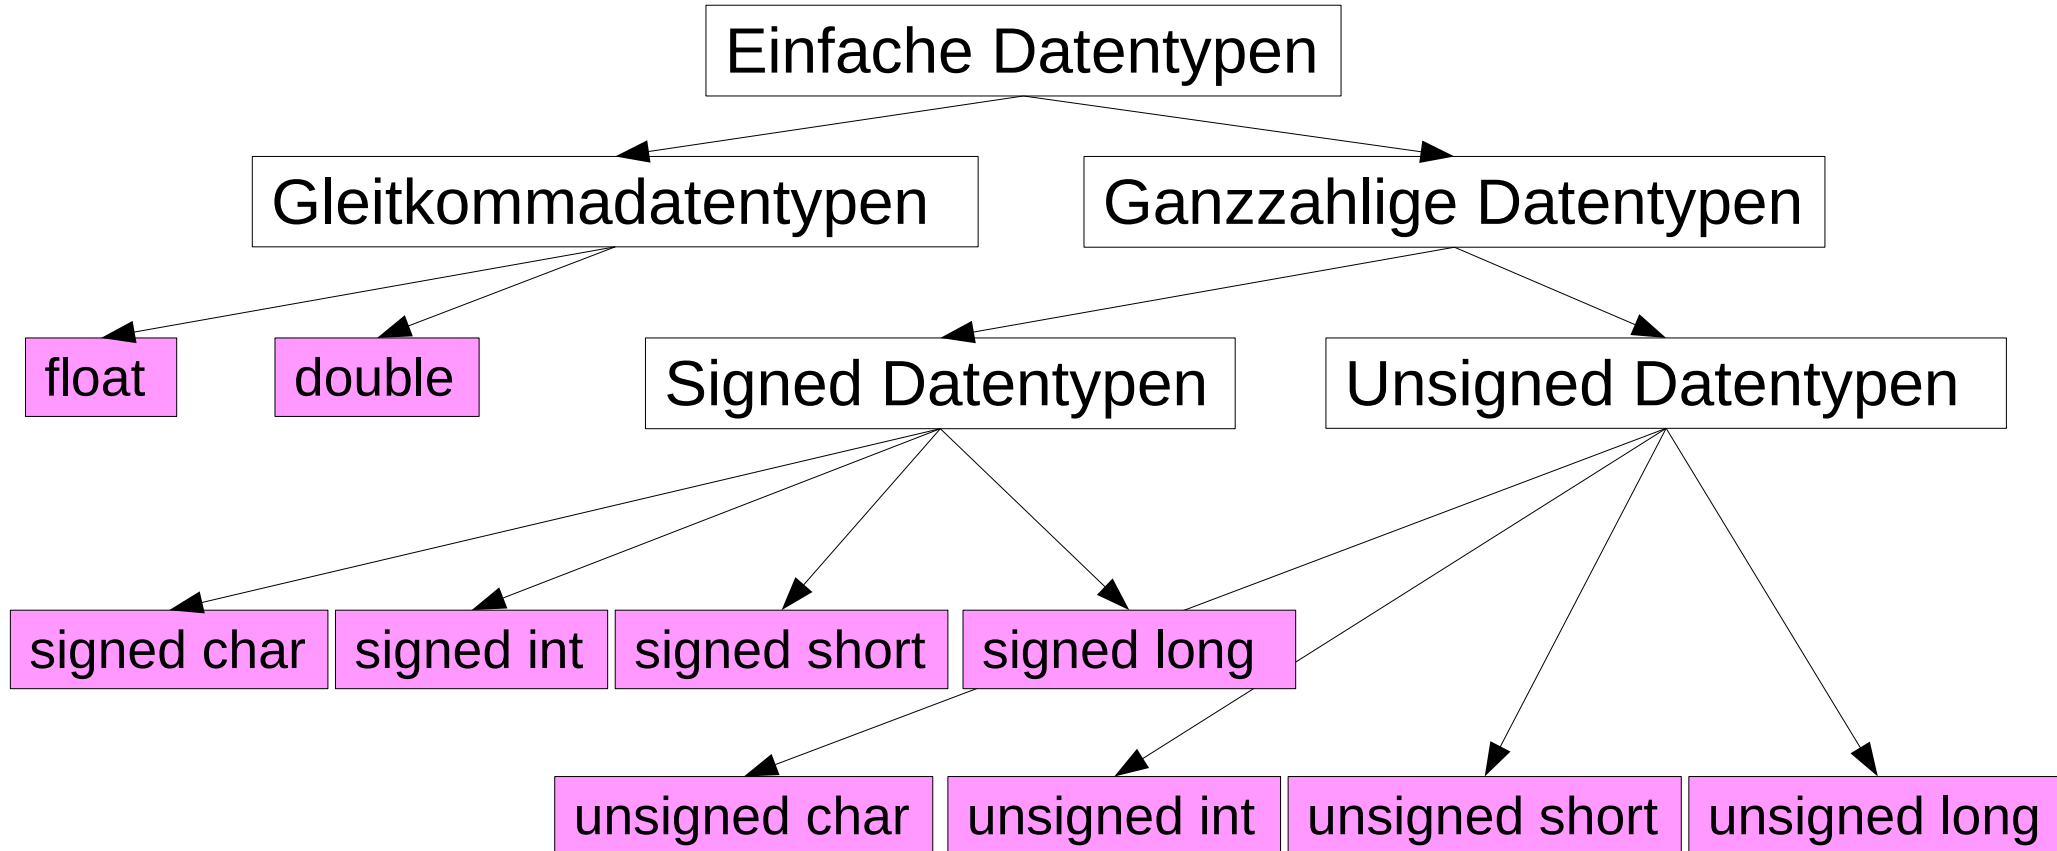 Einfache Datentypen
Gleitkommadatentypen
Ganzzahlige Datentypen
float
double
Signed Datentypen
Unsigned Datentypen
signed char
signed int
signed short
signed long
unsigned char
unsigned int
unsigned short
unsigned long